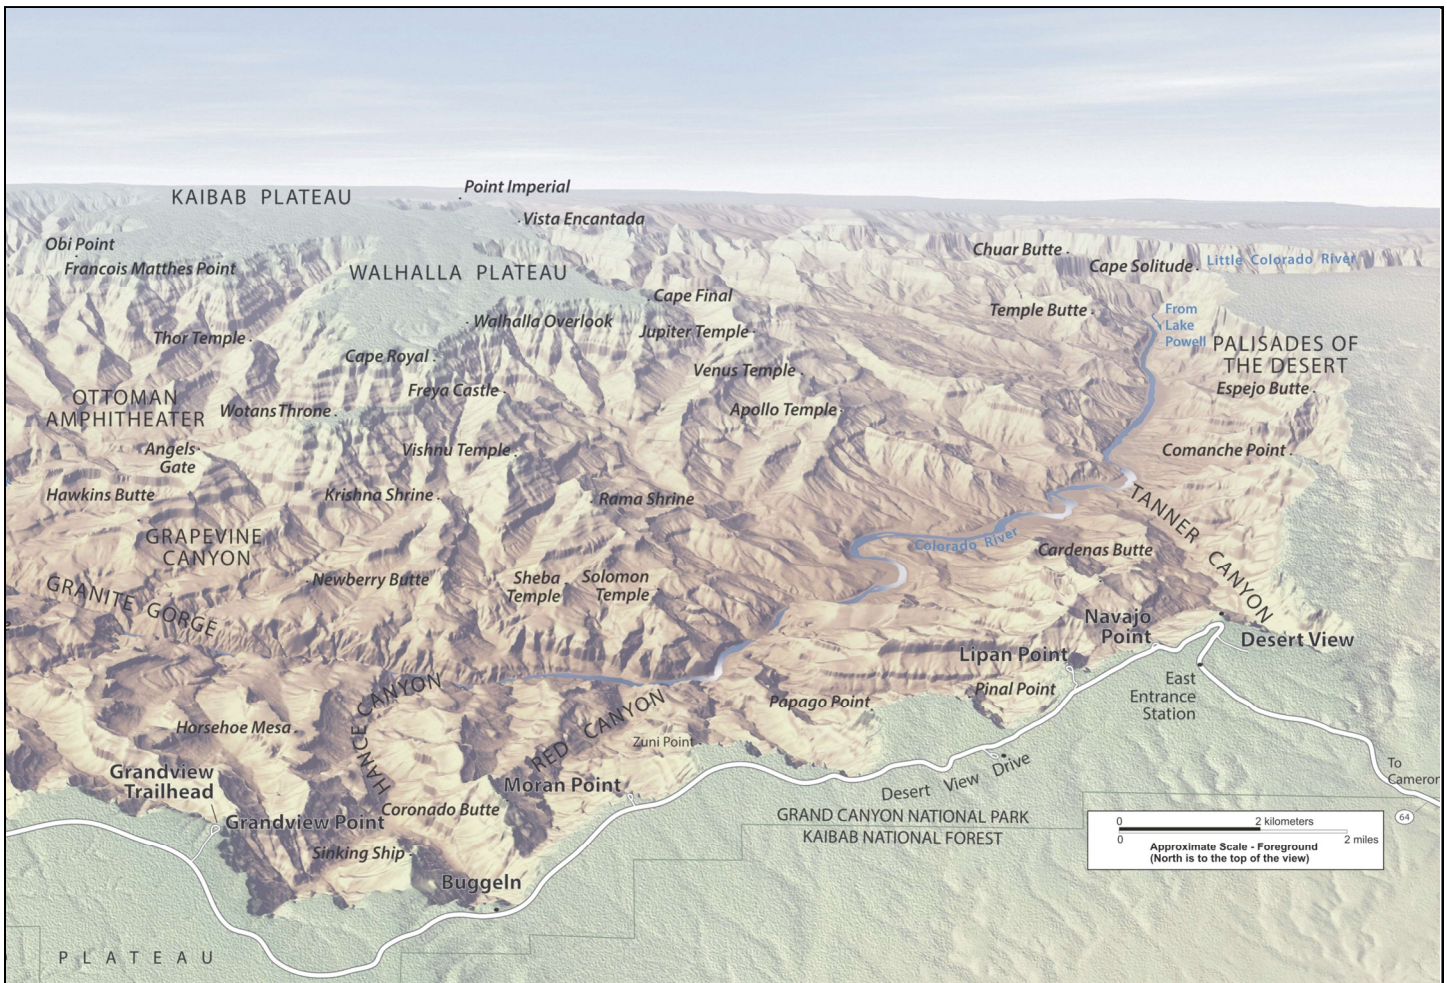 Point Imperial
KAIBAB PLATEAU
Vista Encantada
Obi Point
Francois Matthes Point
WALHALLA PLATEAU
Chuar Butte
Cape Solitude
Little Colorado River
Cape Final
Walhalla Overlook
Jupiter Temple
Temple Butte
From
Lake
Powell
Thor Temple
Cape Royal
PALISADES OF
THE DESERT
Venus Temple
Freya Castle
Espejo Butte
OTTOMAN
AMPHITHEATER
Wotans Throne
Apollo Temple
Angels
Gate
Vishnu Temple
Comanche Point
Hawkins Butte
Krishna Shrine
Rama Shrine
TANNER CANYON
GRAPEVINE
CANYON
Colorado River
Cardenas Butte
GRANITE GORGE
Newberry Butte
Sheba
Temple
Solomon
Temple
Navajo
Point
Desert View
Lipan Point
East
Entrance
Station
Pinal Point
HANCE CANYON
RED CANYON
Papago Point
Horsehoe Mesa
Zuni Point
Grandview
Trailhead
Moran Point
Desert View Drive
To
Cameron
Coronado Butte
Grandview Point
GRAND CANYON NATIONAL PARK
KAIBAB NATIONAL FOREST
64
0 2 kilometers
0 2 miles
Approximate Scale - Foreground
(North is to the top of the view)
Sinking Ship
Buggeln
PLATEAU